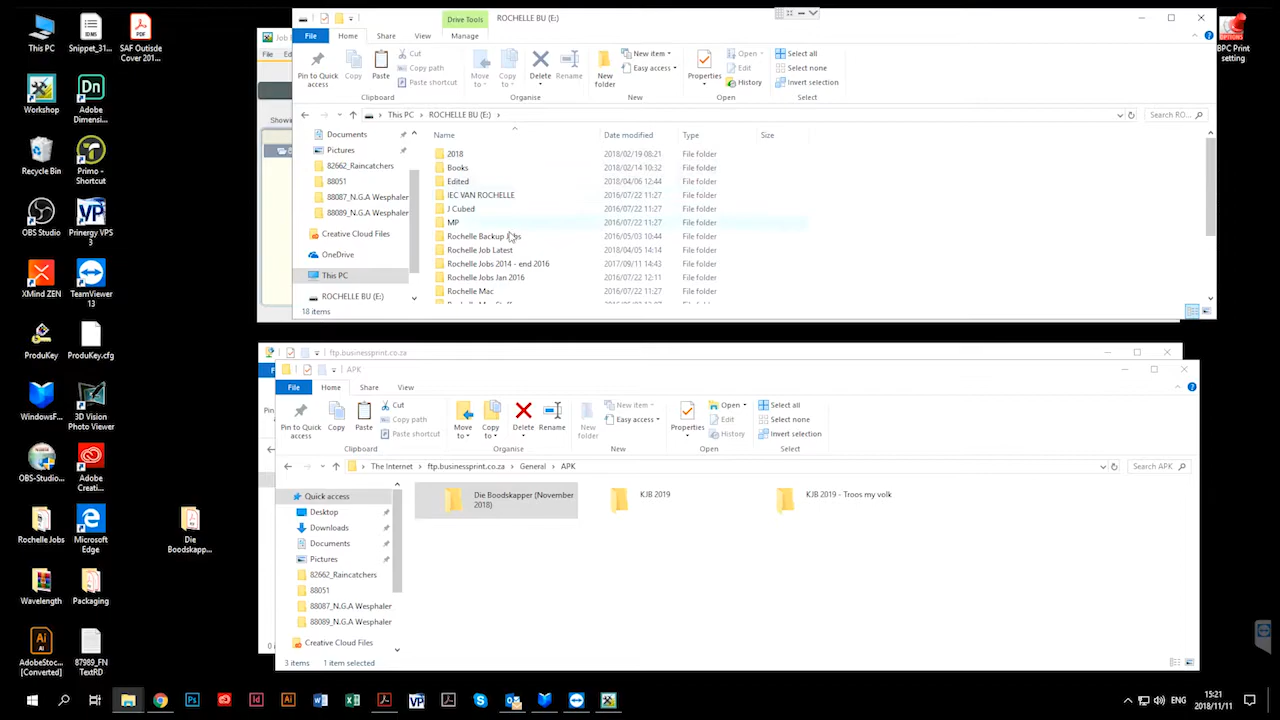 This PC
Snippet_31...
SAF Outside
Cover 201...
Workshop
Adobe
Dimensi...
Recycle Bin
Primo -
Shortcut
OBS Studio
Prinergy VPS
3
XMind ZEN
TeamViewer
13
ProduKey
ProduKey.cfg
WindowsF...
3D Vision
Photo Viewer
OBS-Studio...
Adobe
Creati...
Rochelle Jobs
Microsoft
Edge
Die
Boodskapp...
Wavelength
Packaging
AdobeStoc...
[Converted]
87989_FN
TextRD
BPC Print
setting
Job
File
Showin
Drive Tools
ROCHELLE BU (E:)
File
Home
Share
View
Manage
Pin to Quick
access
Copy
Paste
Cut
Copy path
Paste shortcut
Clipboard
Move
to
Copy
to
Delete
Rename
Organise
New
folder
New item
Easy access
New
Properties
Open
Edit
History
Open
Select all
Select none
Invert selection
Select
This PC > ROCHELLE BU (E:) >
Search RO...
Documents
Pictures
82662_Raincatchers
88051
88087_N.G.A Wesphaler
88089_N.G.A Wesphaler
Creative Cloud Files
OneDrive
This PC
ROCHELLE BU (E:)
Name Date modified Type Size
2018 2018/02/19 08:21 File folder
Books 2018/02/14 10:32 File folder
Edited 2018/04/06 12:44 File folder
IEC VAN ROCHELLE 2016/07/22 11:27 File folder
J Cubed 2016/07/22 11:27 File folder
MP 2016/07/22 11:27 File folder
Rochelle Backup 2016/05/03 10:44 File folder
Rochelle Job Latest 2018/04/05 14:14 File folder
Rochelle Jobs 2014 - end 2016 2017/09/11 14:43 File folder
Rochelle Jobs Jan 2016 2016/07/22 12:11 File folder
Rochelle Mac 2016/07/22 11:27 File folder
18 items
ftp.businessprint.co.za
APK
File
Home
Share
View
Pin to Quick
access
Copy
Paste
Cut
Copy path
Paste shortcut
Clipboard
Move
to
Copy
to
Delete
Rename
Organise
New
folder
New item
Easy access
New
Properties
Open
Edit
History
Open
Select all
Select none
Invert selection
Select
The Internet > ftp.businessprint.co.za > General > APK
Search APK
Quick access
Desktop
Downloads
Documents
Pictures
82662_Raincatchers
88051
88087_N.G.A Wesphaler
88089_N.G.A Wesphaler
Creative Cloud Files
Die Boodskapper (November
2018)
KJB 2019
KJB 2019 - Troos my volk
3 items 1 item selected
ENG
15:21
2018/11/11